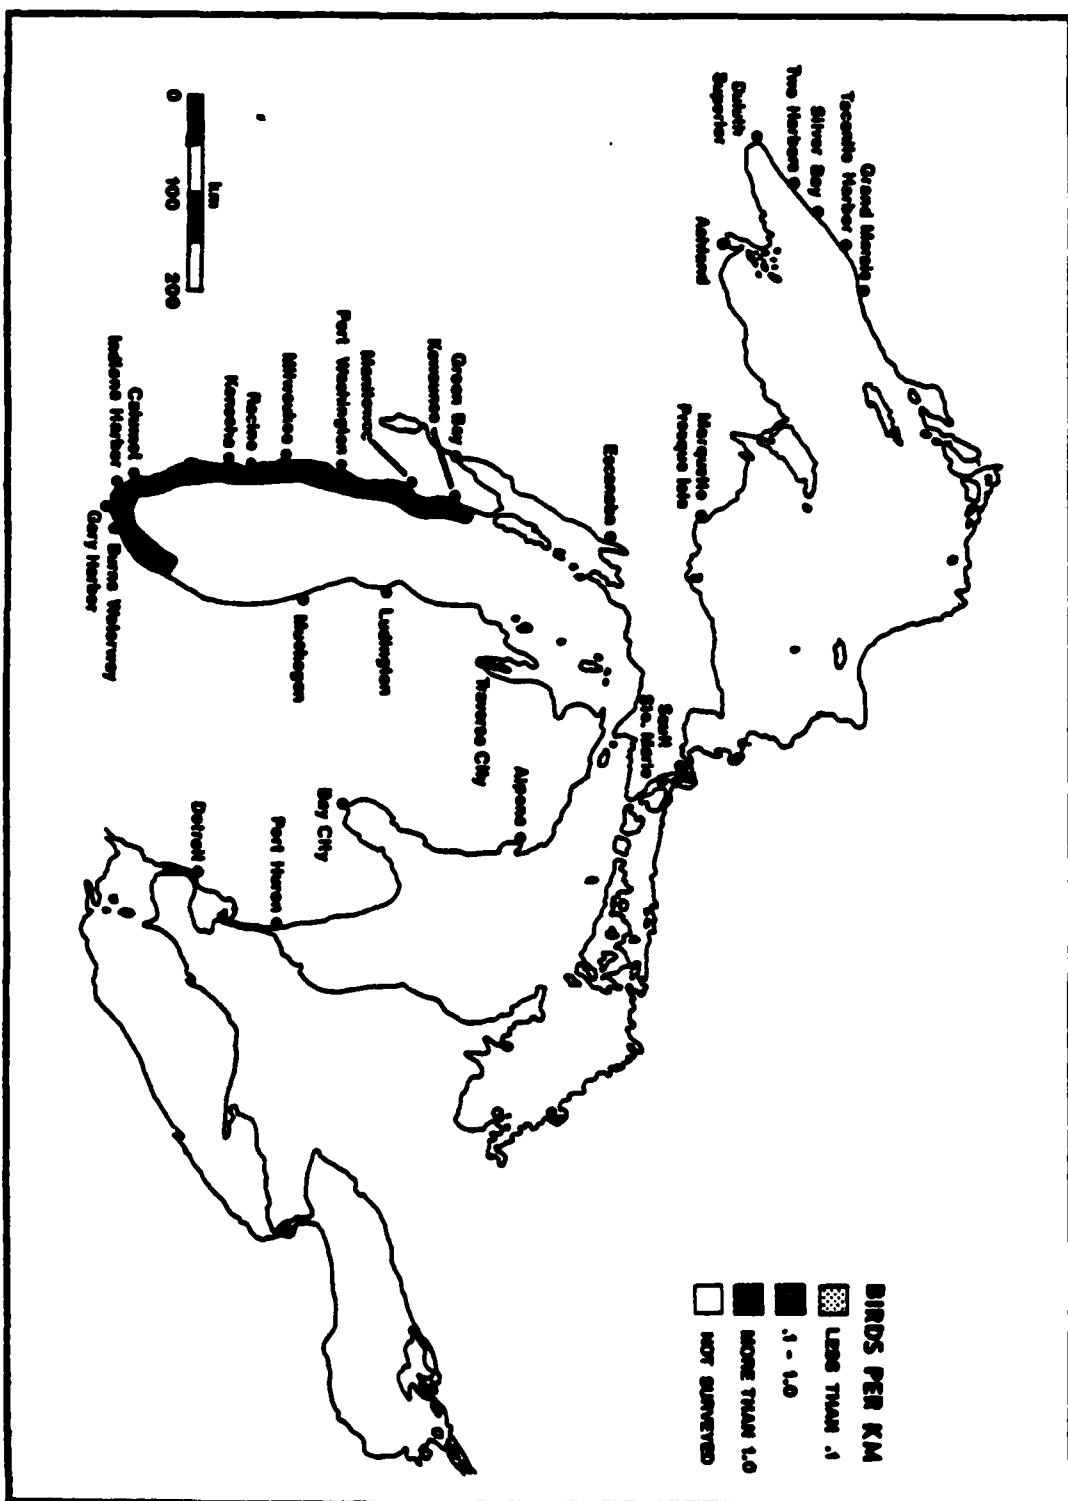 Grand Marais
Taconite Harbor
Silver Bay
Two Harbors
Duluth
Superior
Ashland
Marquette
Presque Isle
Sault
Ste. Marie
Escanaba
Green Bay
Kewaunee
Manitowoc
Port Washington
Milwaukee
Racine
Kenosha
Calumet
Indiana Harbor
Gary Harbor
Burns Waterway
Muskegon
Ludington
Traverse City
Alpena
Bay City
Port Huron
Detroit
km
0 100 200
BIRDS PER KM
LESS THAN .1
.1 - 1.0
MORE THAN 1.0
NOT SURVEYED